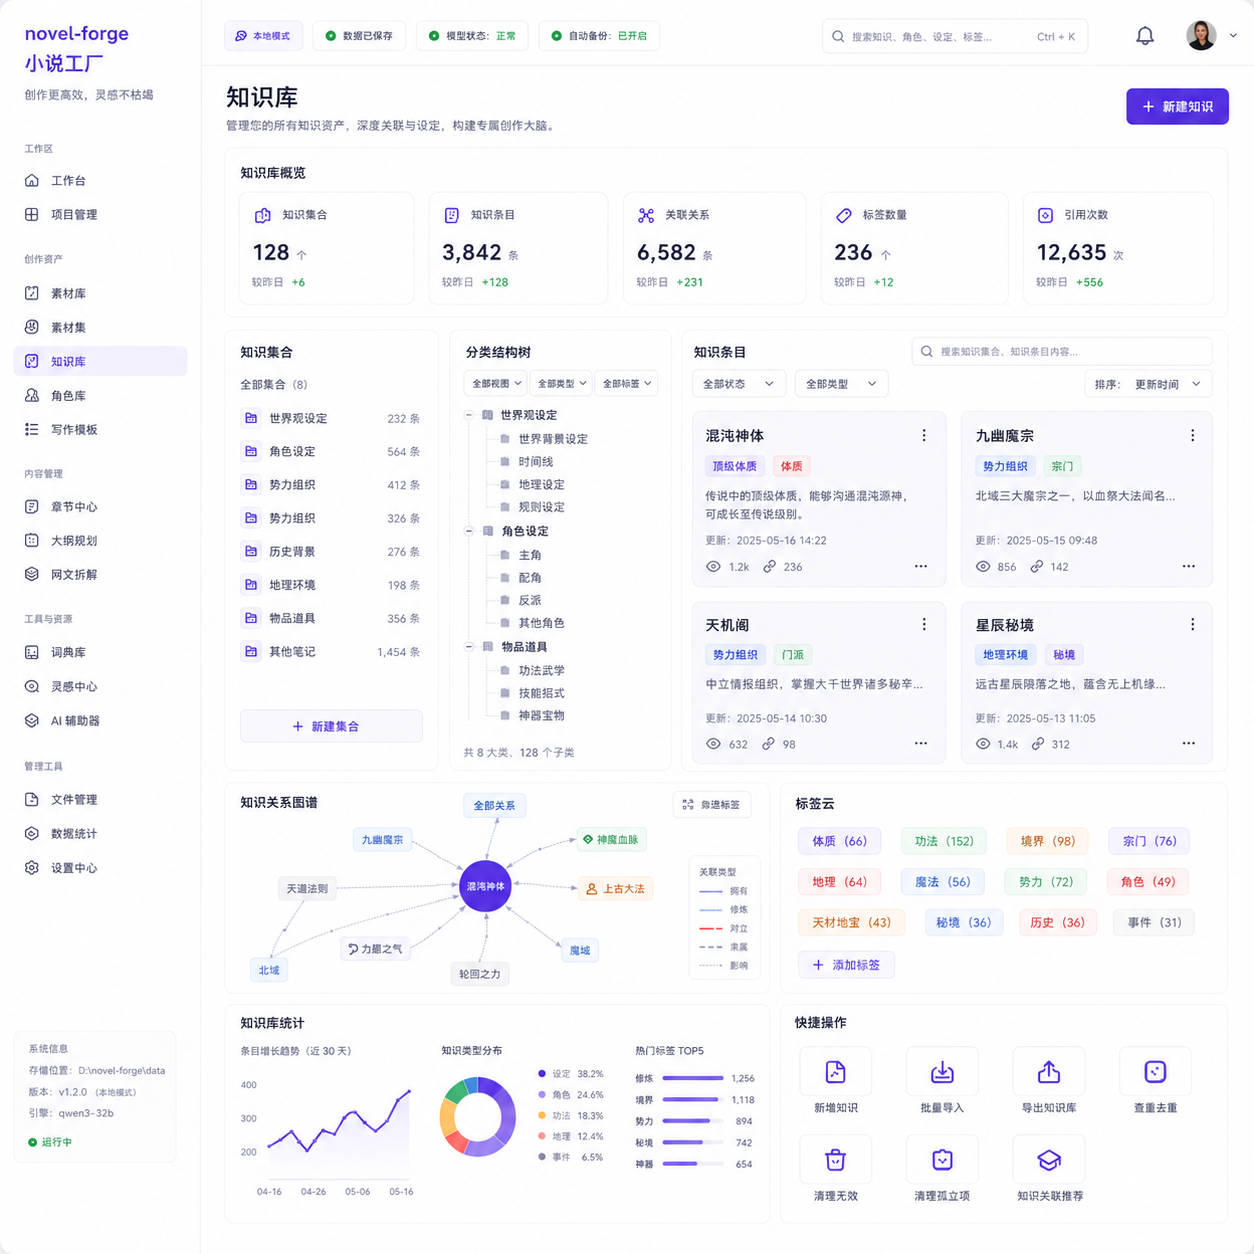 novel-forge
小说工厂
创作更高效，灵感不枯竭
工作区
工作台
项目管理
创作资产
素材库
素材集
知识库
角色库
写作模板
内容管理
章节中心
大纲规划
网文拆解
工具与资源
词典库
灵感中心
AI 辅助器
管理工具
文件管理
数据统计
设置中心
系统信息
存储位置：D:\novel-forge\data
版本：v1.2.0 （本地模式）
引擎：qwen3-32b
运行中
本地模式
数据已保存
模型状态：正常
自动备份：已开启
搜索知识、角色、设定、标签... Ctrl + K
知识库
管理您的所有知识资产，深度关联与设定，构建专属创作大脑。
+ 新建知识
知识库概览
知识集合
128 个
较昨日 +6
知识条目
3,842 条
较昨日 +128
关联关系
6,582 条
较昨日 +231
标签数量
236 个
较昨日 +12
引用次数
12,635 次
较昨日 +556
知识集合
全部集合（8）
世界观设定 232 条
角色设定 564 条
势力组织 412 条
势力组织 326 条
历史背景 276 条
地理环境 198 条
物品道具 356 条
其他笔记 1,454 条
+ 新建集合
分类结构树
全部视图 全部类型 全部标签
世界观设定
世界背景设定
时间线
地理设定
规则设定
角色设定
主角
配角
反派
其他角色
物品道具
功法武学
技能招式
神器宝物
共 8 大类、128 个子类
知识条目
搜索知识集合、知识条目内容...
全部状态 全部类型 排序： 更新时间
混沌神体
顶级体质 体质
传说中的顶级体质，能够沟通混沌源神，
可成长至传说级别。
更新：2025-05-16 14:22
1.2k 236
九幽魔宗
势力组织 宗门
北域三大魔宗之一，以血祭大法闻名...
更新：2025-05-15 09:48
856 142
天机阁
势力组织 门派
中立情报组织，掌握大千世界诸多秘辛...
更新：2025-05-14 10:30
632 98
星辰秘境
地理环境 秘境
远古星辰陨落之地，蕴含无上机缘...
更新：2025-05-13 11:05
1.4k 312
知识关系图谱
全部关系
标签
九幽魔宗
神魔血脉
天道法则
混沌神体
上古大法
之气
魔域
北域
轮回之力
关联类型
拥有
修炼
对立
隶属
影响
标签云
体质（66） 功法（152） 境界（98） 宗门（76）
地理（64） 魔法（56） 势力（72） 角色（49）
天材地宝（43） 秘境（36） 历史（36） 事件（31）
+ 添加标签
知识库统计
条目增长趋势（近 30 天）
400
300
200
04-16 04-26 05-06 05-16
知识类型分布
设定 38.2%
角色 24.6%
功法 18.3%
地理 12.4%
事件 6.5%
热门标签 TOP5
修炼 1,256
境界 1,118
势力 894
秘境 742
神器 654
快捷操作
新增知识 批量导入 导出知识库 查重去重
清理无效 清理孤立项 知识关联推荐